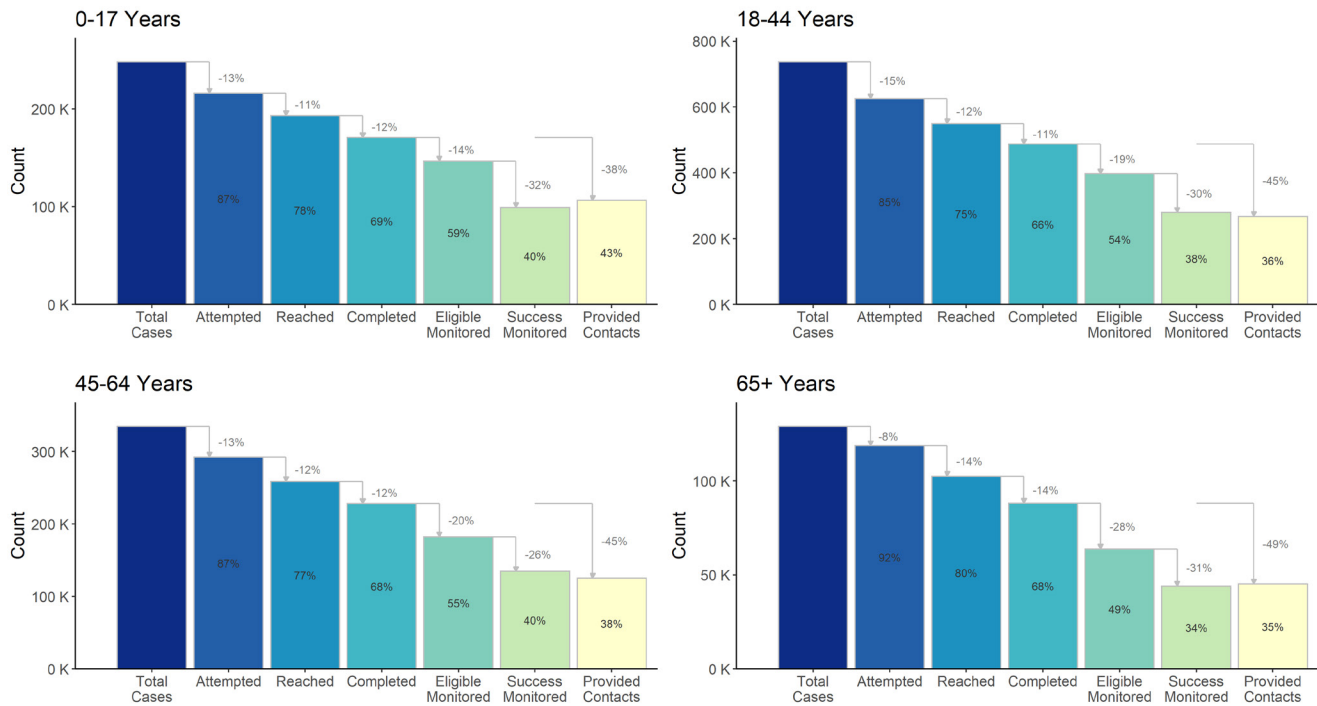 0-17 Years
Count
200 K
100 K
0 K
-13%
-11%
-12%
-14%
-32%
-38%
87%
78%
69%
59%
40%
43%
Total
Cases
Attempted
Reached
Completed
Eligible
Monitored
Success
Monitored
Provided
Contacts
18-44 Years
Count
800 K
600 K
400 K
200 K
0 K
-15%
-12%
-11%
-19%
-30%
-45%
85%
75%
66%
54%
38%
36%
Total
Cases
Attempted
Reached
Completed
Eligible
Monitored
Success
Monitored
Provided
Contacts
45-64 Years
Count
300 K
200 K
100 K
0 K
-13%
-12%
-12%
-20%
-26%
-45%
87%
77%
68%
55%
40%
38%
Total
Cases
Attempted
Reached
Completed
Eligible
Monitored
Success
Monitored
Provided
Contacts
65+ Years
Count
100 K
50 K
0 K
-8%
-14%
-14%
-28%
-31%
-49%
92%
80%
68%
49%
34%
35%
Total
Cases
Attempted
Reached
Completed
Eligible
Monitored
Success
Monitored
Provided
Contacts